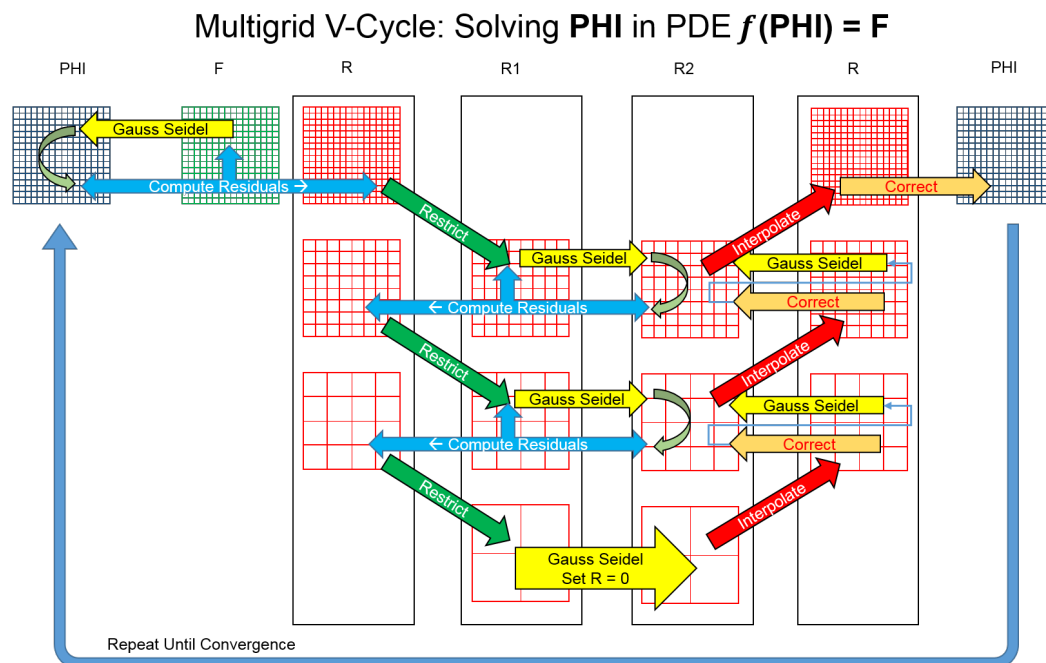 Multigrid V-Cycle: Solving PHI in PDE f(PHI) = F
PHI
F
R
R1
R2
R
PHI
Gauss Seidel
Compute Residuals →
Correct
Restrict
Interpolate
Gauss Seidel
Gauss Seidel
← Compute Residuals
Correct
Restrict
Interpolate
Gauss Seidel
Gauss Seidel
← Compute Residuals
Correct
Restrict
Interpolate
Gauss Seidel
Set R = 0
Repeat Until Convergence